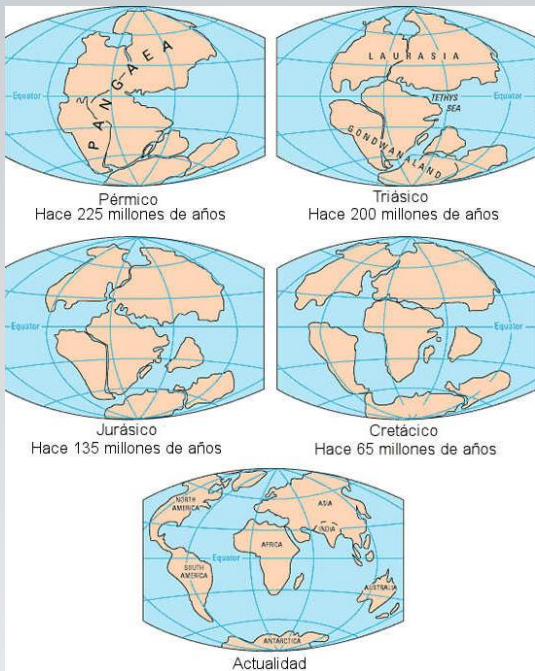 PANGAEA
Equator
Pérmico
Hace 225 millones de años
LAURASIA
TETHYS
SEA
GONDWANALAND
Triásico
Hace 200 millones de años
Equator
Jurásico
Hace 135 millones de años
Cretácico
Hace 65 millones de años
NORTH
AMERICA
ASIA
INDIA
AFRICA
Equator
SOUTH
AMERICA
AUSTRALIA
ANTARCTICA
Actualidad